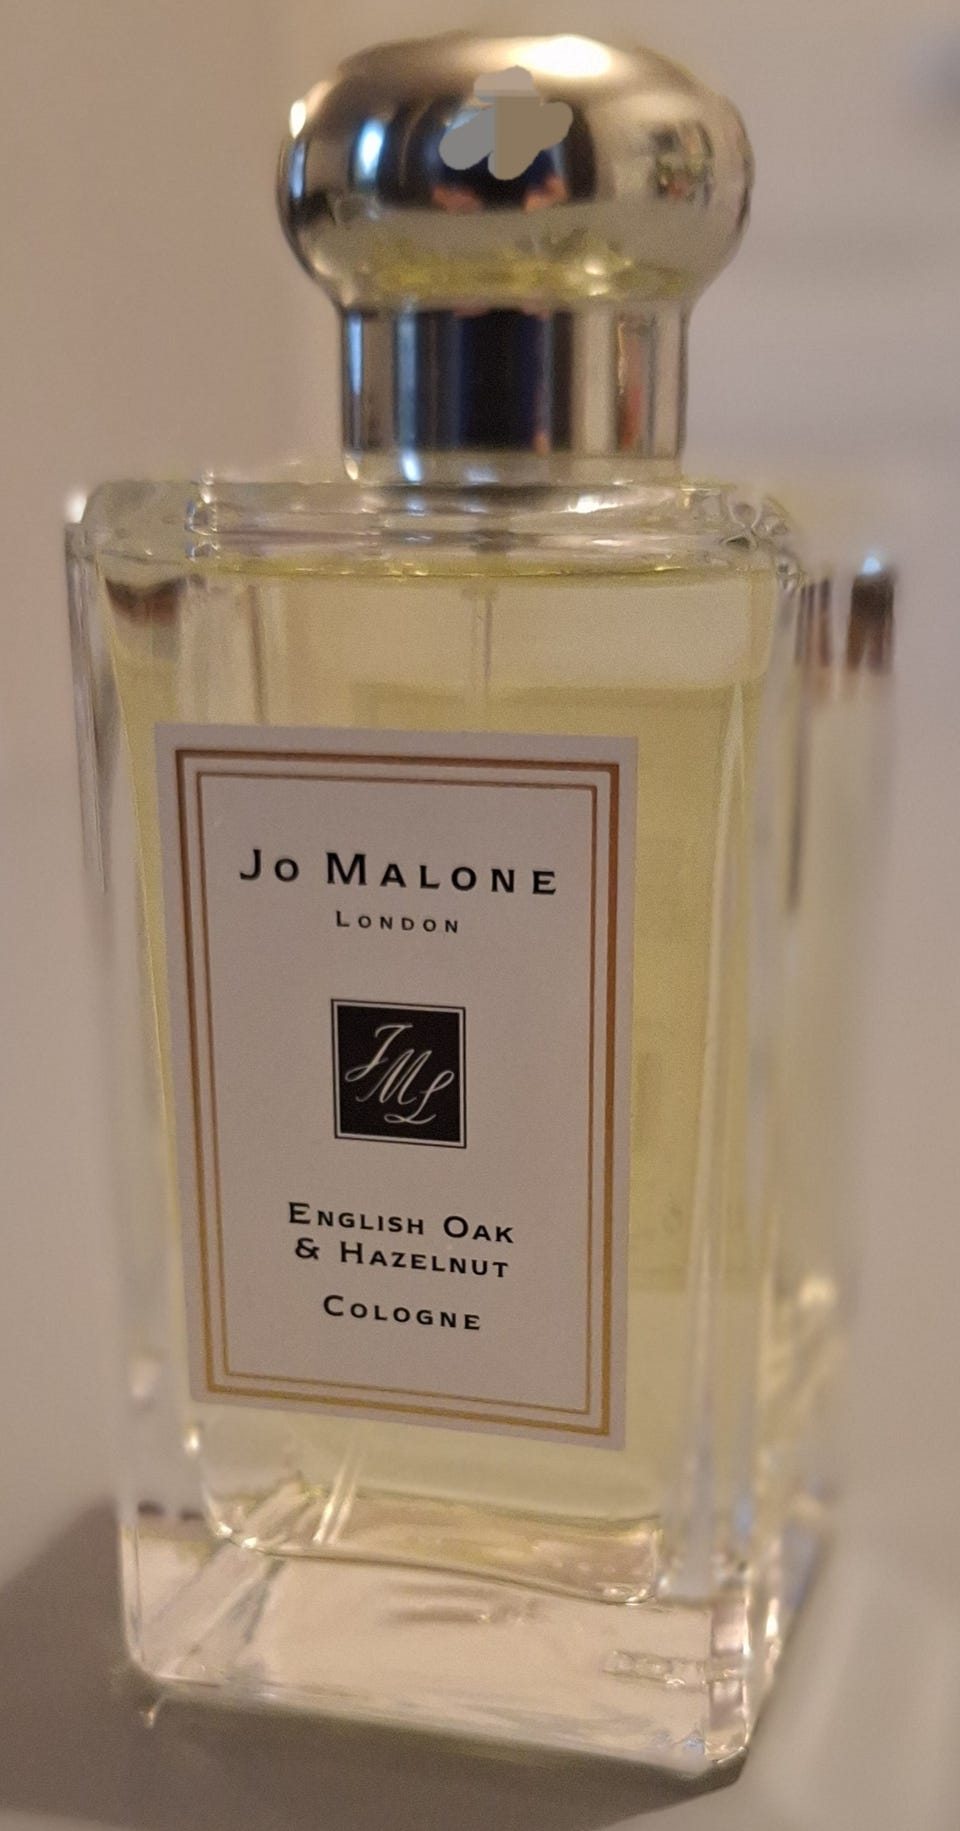 Jo Malone
London
JML
English Oak
& Hazelnut
Cologne